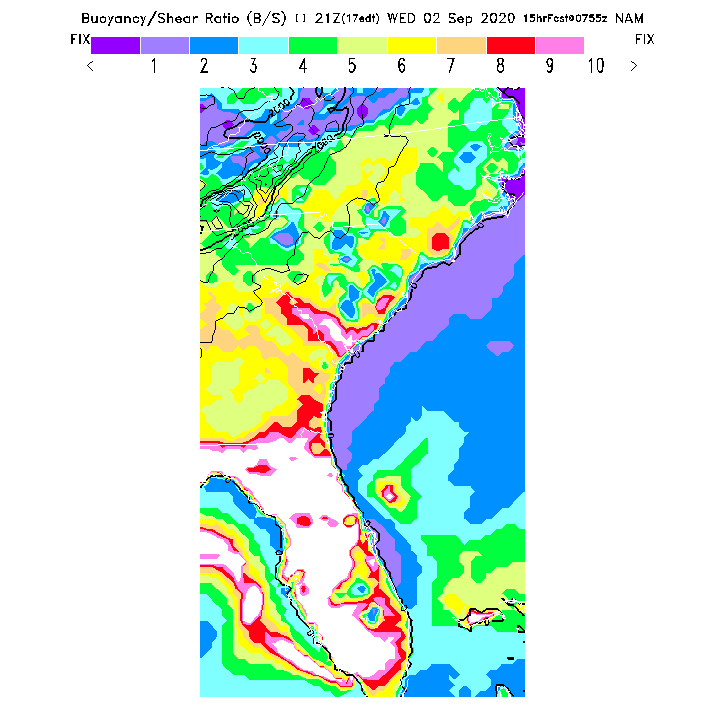 Buoyancy/Shear Ratio (B/S) [] 21Z(17edt) WED 02 Sep 2020 15hrFcst@0755z NAM
FIX FIX
< 1 2 3 4 5 6 7 8 9 10 >
2000